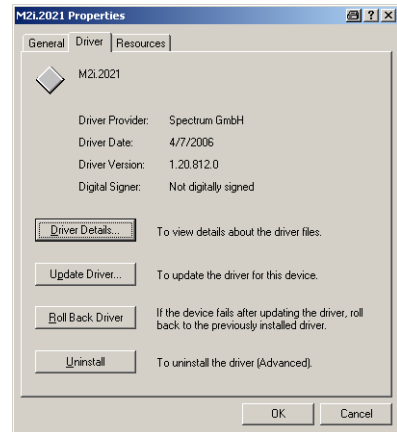 M2i.2021 Properties
General Driver Resources
M2i.2021
Driver Provider: Spectrum GmbH
Driver Date: 4/7/2006
Driver Version: 1.20.812.0
Digital Signer: Not digitally signed
Driver Details... To view details about the driver files.
Update Driver... To update the driver for this device.
Roll Back Driver If the device fails after updating the driver, roll
back to the previously installed driver.
Uninstall To uninstall the driver (Advanced).
OK Cancel